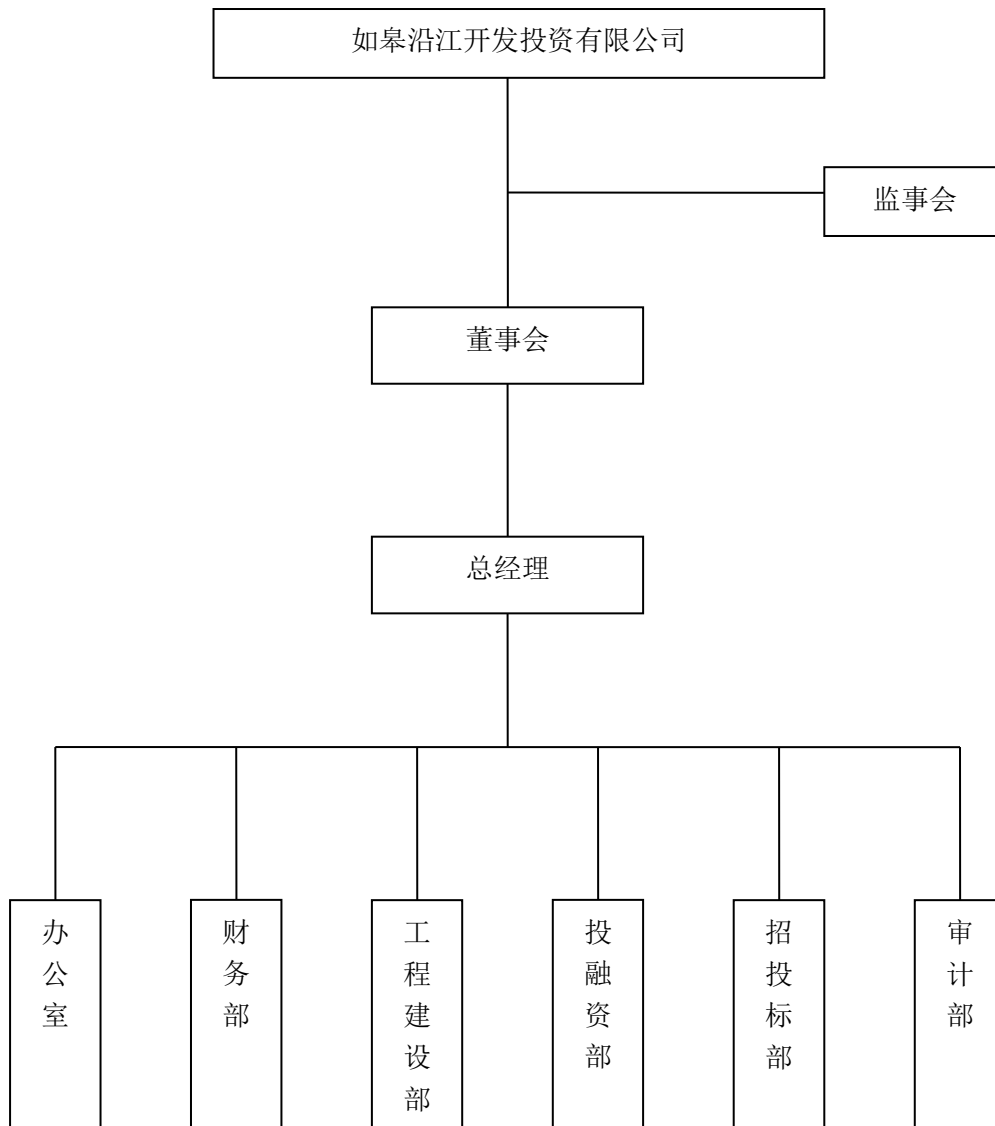 如皋沿江开发投资有限公司
监事会
董事会
总经理
办公室
财务部
工程建设部
投融资部
招投标部
审计部